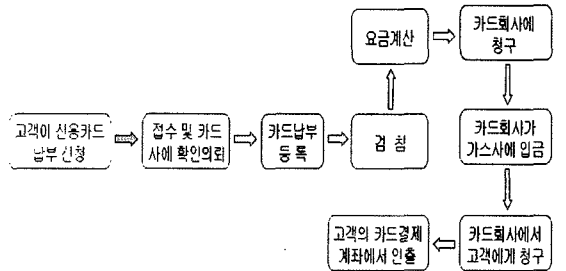 고객이 신용카드
납부 신청
접수 및 카드
사에 확인의뢰
카드납부
등 록
검 침
요금계산
카드회사에
청구
카드회사가
가스사에 입금
카드회사에서
고객에게 청구
고객의 카드결제
계좌에서 인출